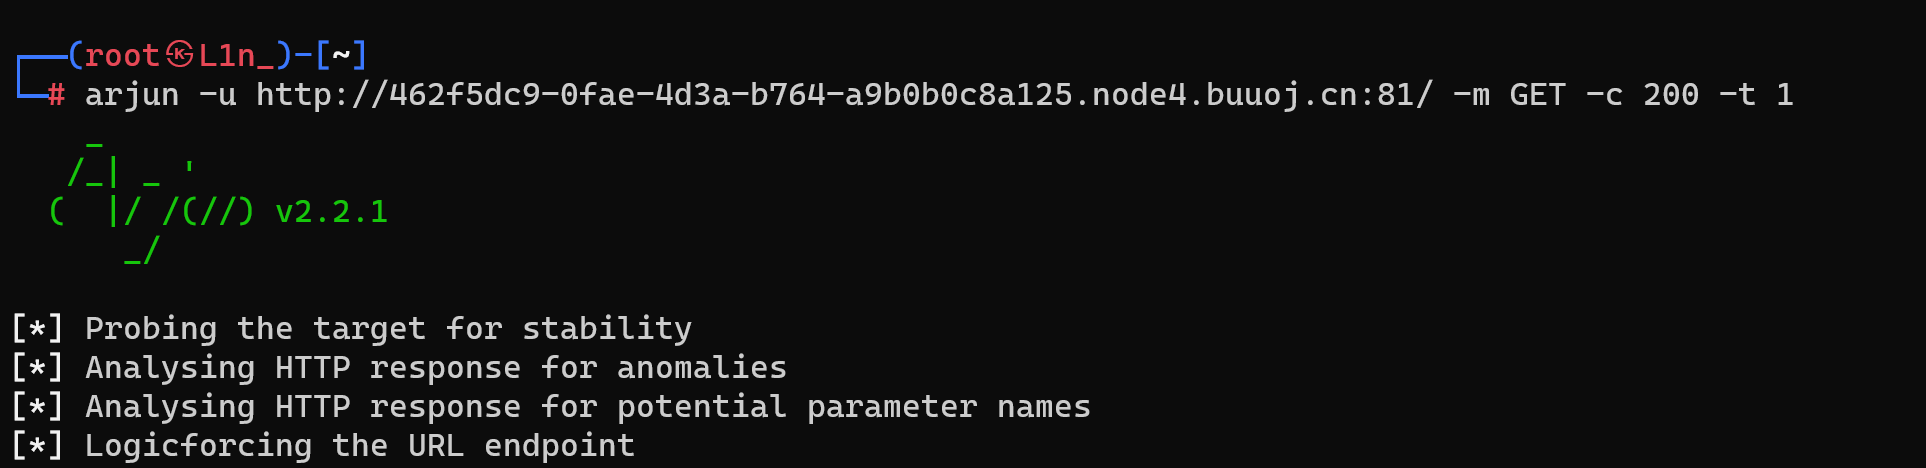 ┌──(root㉿L1n_)-[~]
└─# arjun -u http://462f5dc9-0fae-4d3a-b764-a9b0b0c8a125.node4.buuoj.cn:81/ -m GET -c 200 -t 1
    _
   /_| _ '
  (  |/ /(//) v2.2.1
      _/
[*] Probing the target for stability
[*] Analysing HTTP response for anomalies
[*] Analysing HTTP response for potential parameter names
[*] Logicforcing the URL endpoint